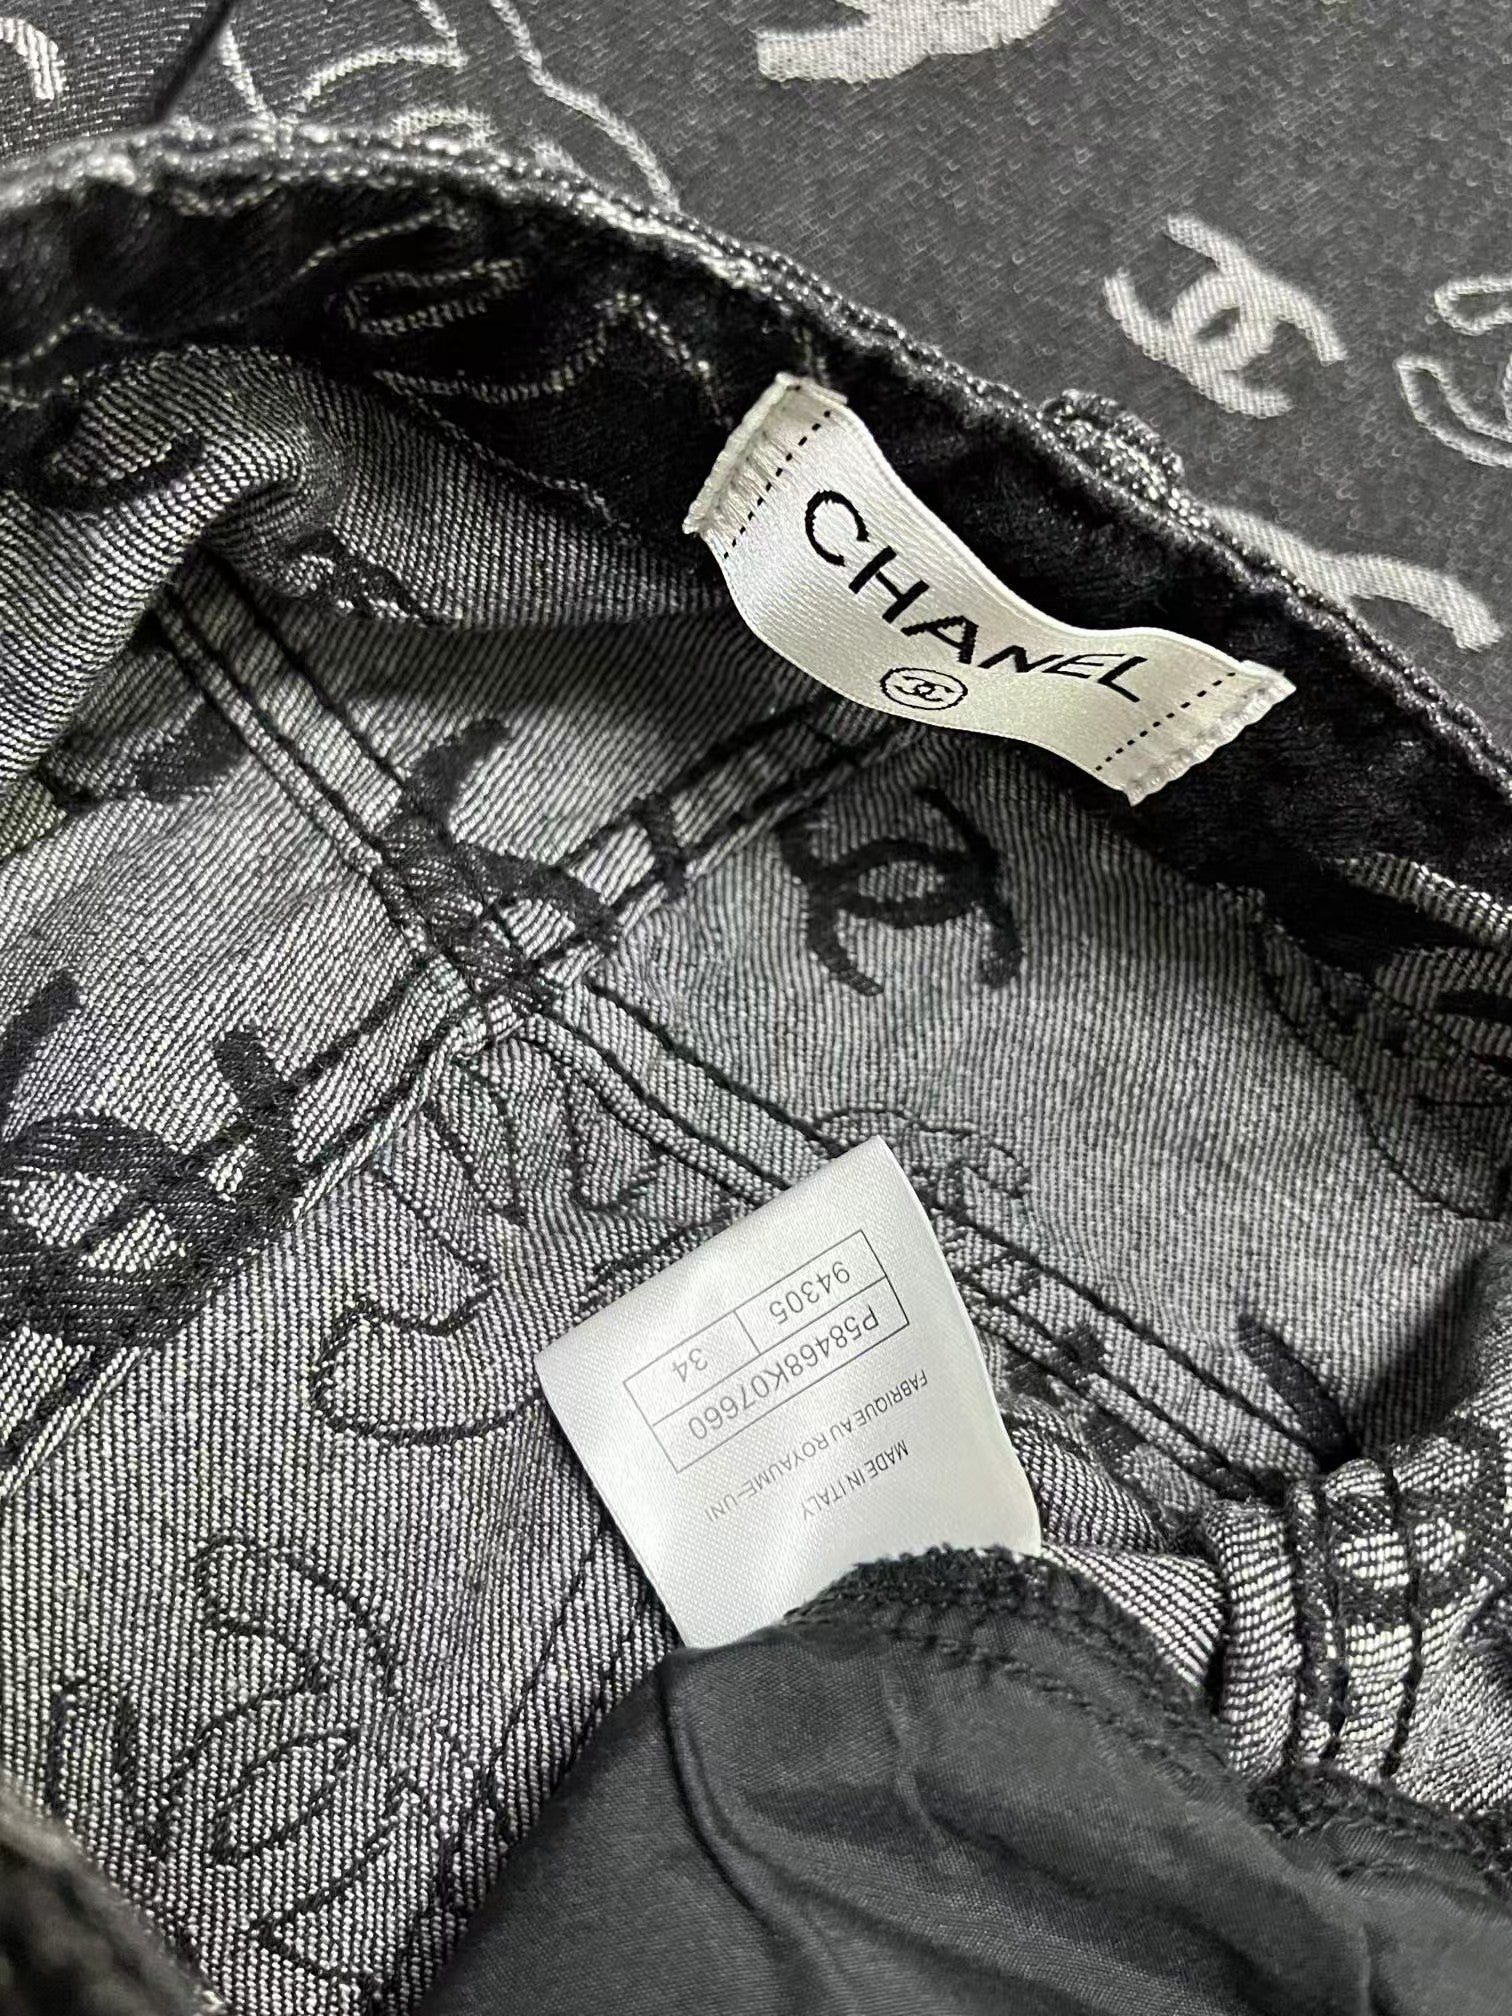 CHANEL
94305
34
P58468K07660
FABRIQUE AU ROYAUME-UNI
MADE IN ITALY